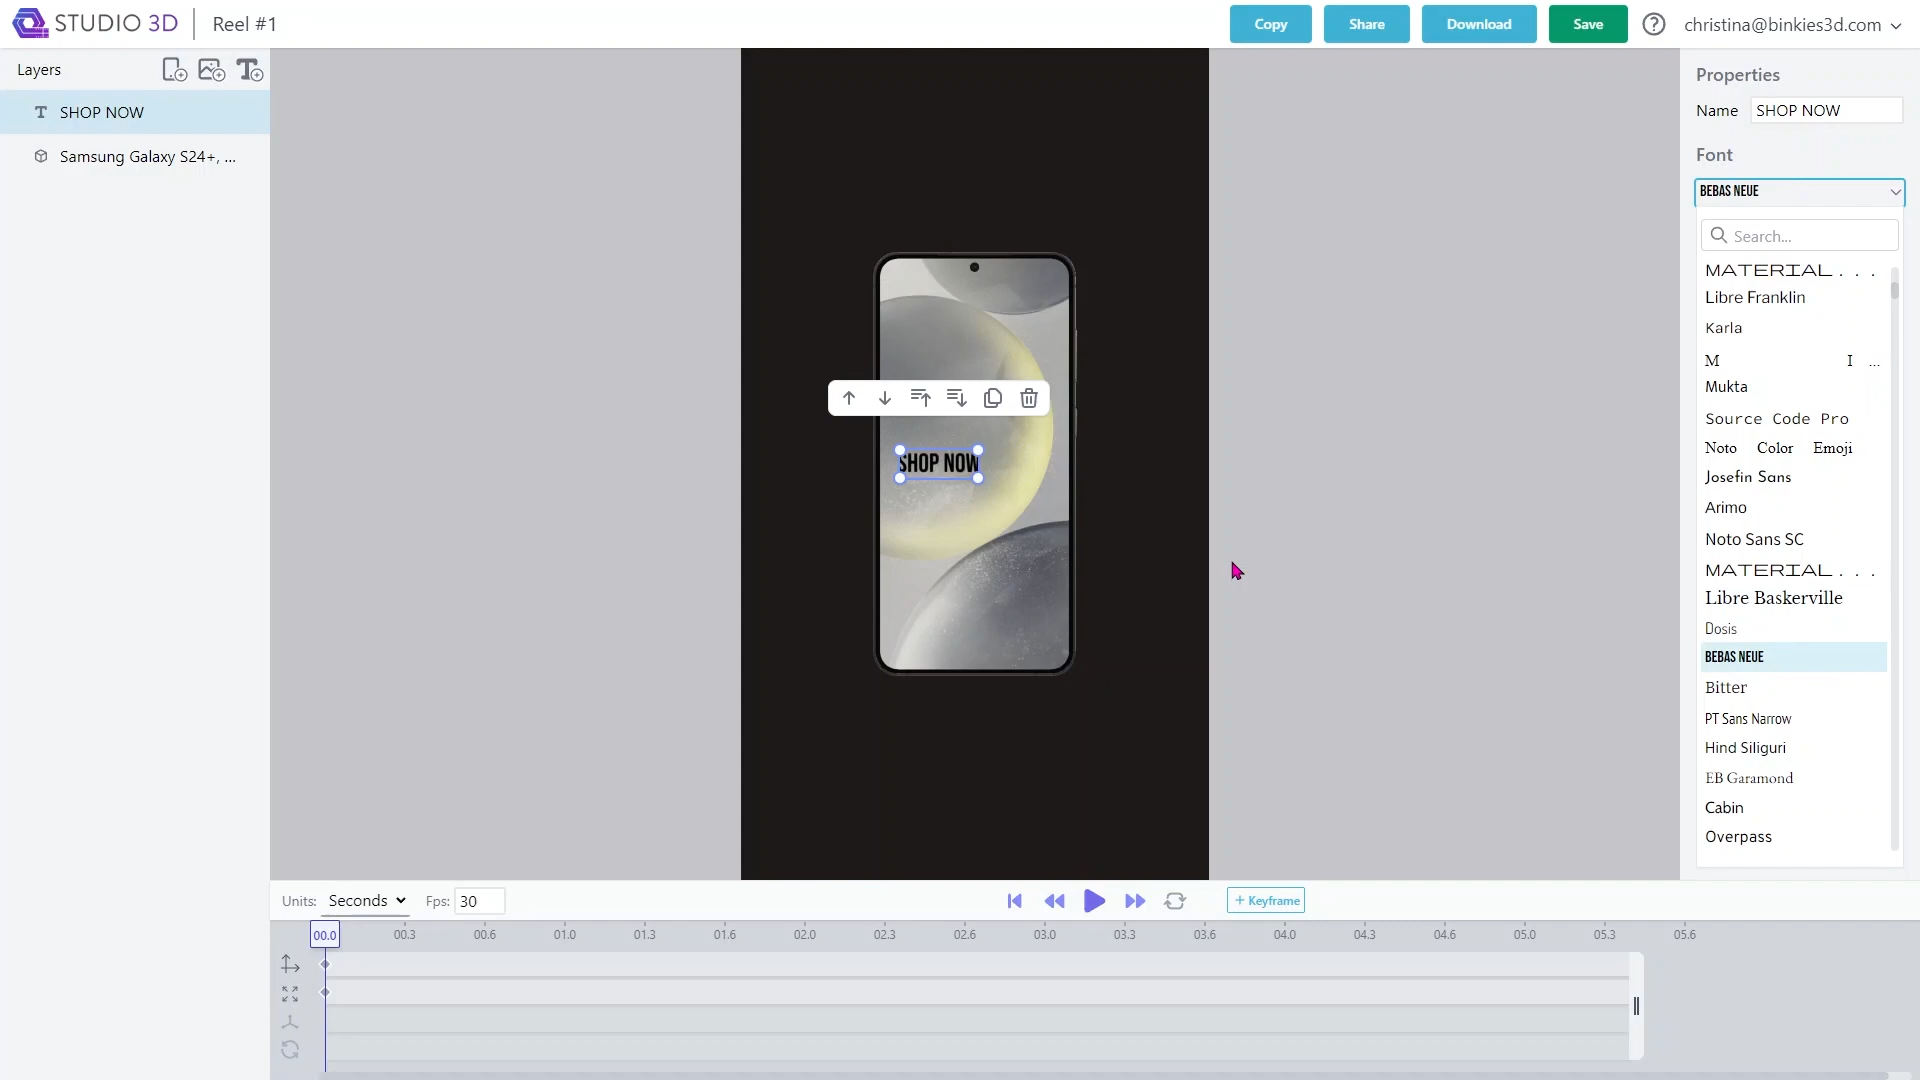 STUDIO 3D
Reel #1
Copy
Share
Download
Save
christina@binkies3d.com
Layers
SHOP NOW
Samsung Galaxy S24+, ...
SHOP NOW
Properties
Name
SHOP NOW
Font
BEBAS NEUE
Search...
MATERIAL...
Libre Franklin
Karla
M I ...
Mukta
Source Code Pro
Noto Color Emoji
Josefin Sans
Arimo
Noto Sans SC
MATERIAL...
Libre Baskerville
Dosis
BEBAS NEUE
Bitter
PT Sans Narrow
Hind Siliguri
EB Garamond
Cabin
Overpass
Units: Seconds Fps: 30
+ Keyframe
00.0 00.3 00.6 01.0 01.3 01.6 02.0 02.3 02.6 03.0 03.3 03.6 04.0 04.3 04.6 05.0 05.3 05.6